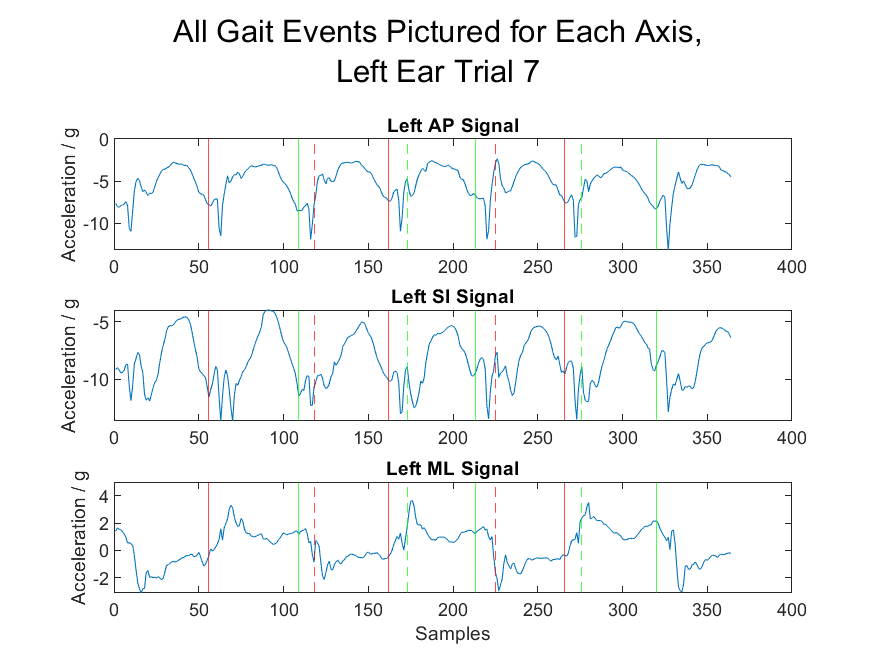 All Gait Events Pictured for Each Axis,
Left Ear Trial 7
Left AP Signal
Acceleration / g
0
-5
-10
0 50 100 150 200 250 300 350 400
Left SI Signal
Acceleration / g
-5
-10
0 50 100 150 200 250 300 350 400
Left ML Signal
Acceleration / g
4
2
0
-2
0 50 100 150 200 250 300 350 400
Samples